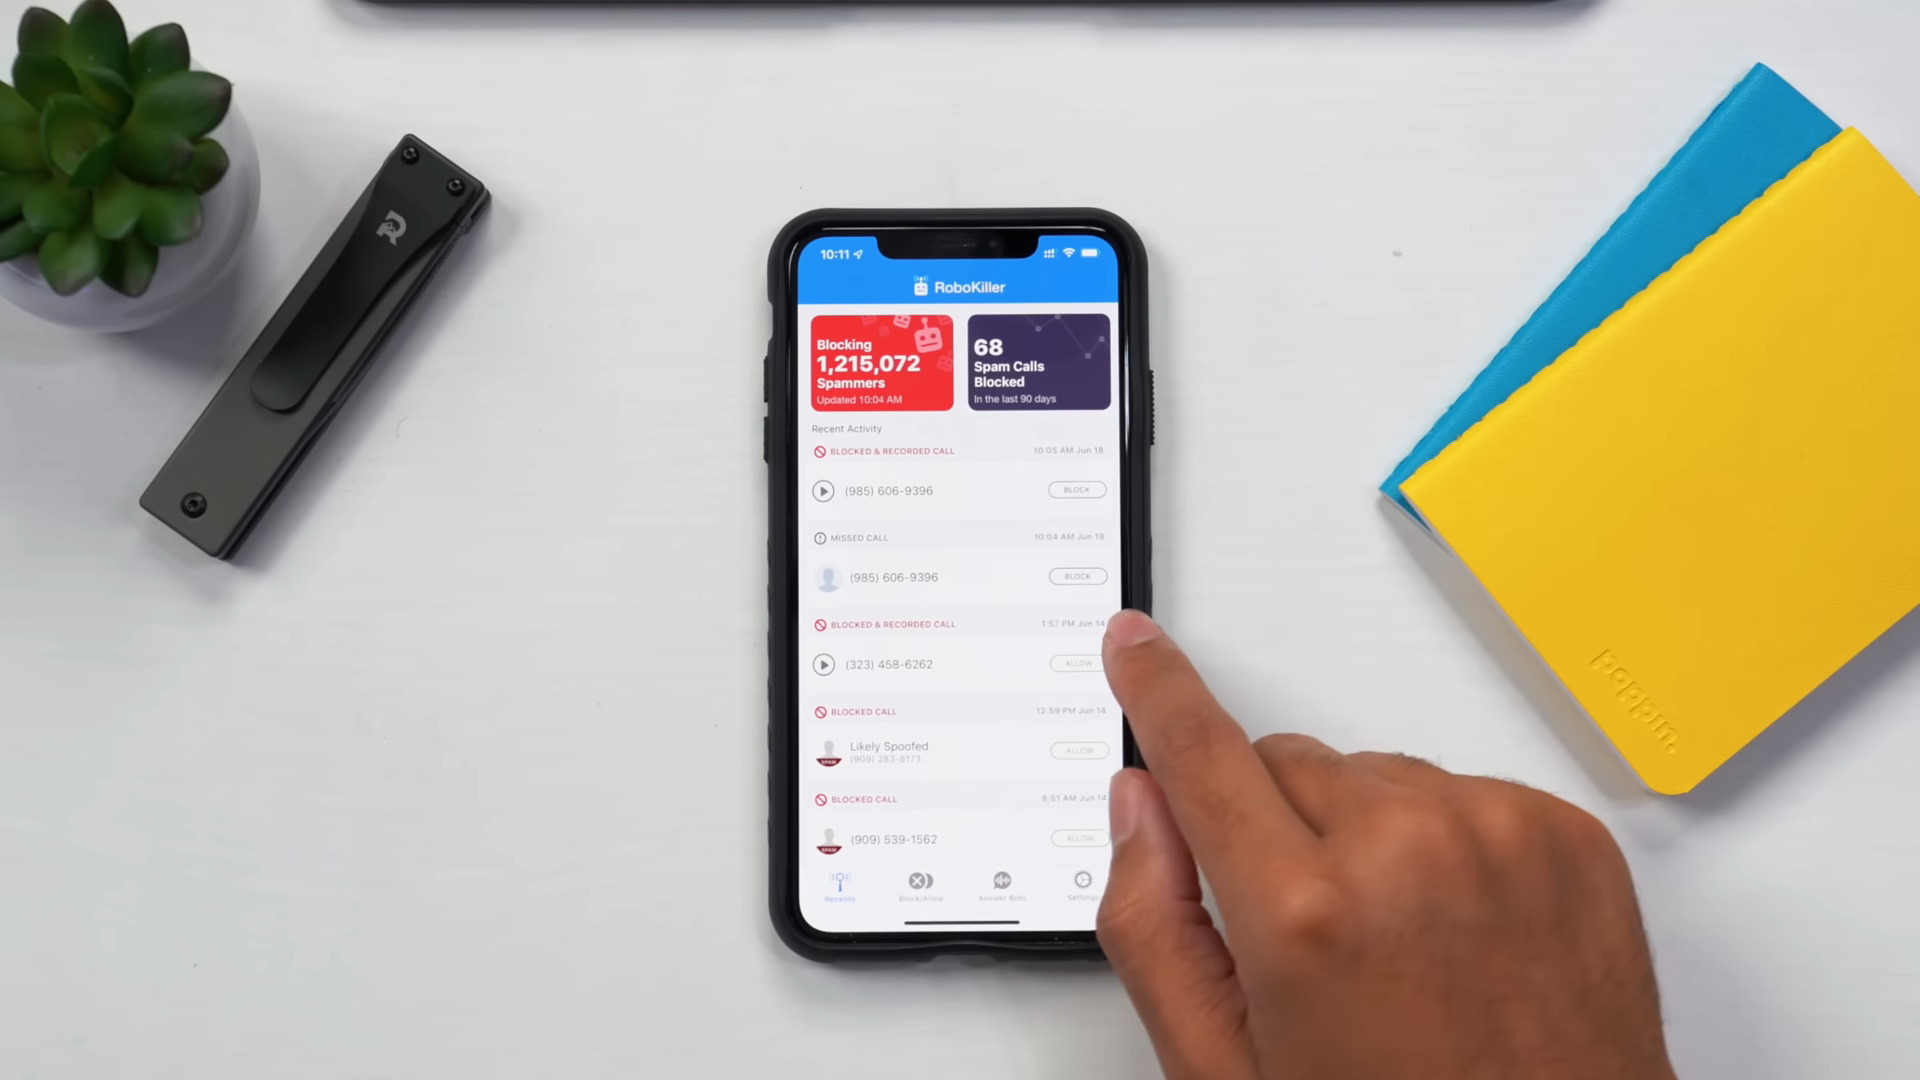 10:11
RoboKiller
Blocking
1,215,072
Spammers
Updated 10:04 AM
68
Spam Calls
Blocked
In the last 90 days
Recent Activity
BLOCKED & RECORDED CALL 10:05 AM Jun 18
(985) 606-9396 BLOCK
MISSED CALL 10:04 AM Jun 18
(985) 606-9396 BLOCK
BLOCKED & RECORDED CALL 1:57 PM Jun 14
(323) 458-6262 ALLOW
BLOCKED CALL 12:59 PM Jun 14
Likely Spoofed
(909) 283-8173 ALLOW
SPAM
BLOCKED CALL 8:51 AM Jun 14
(909) 539-1562 ALLOW
SPAM
Recents Block/Allow Answer Bots Settings
R
poppin.